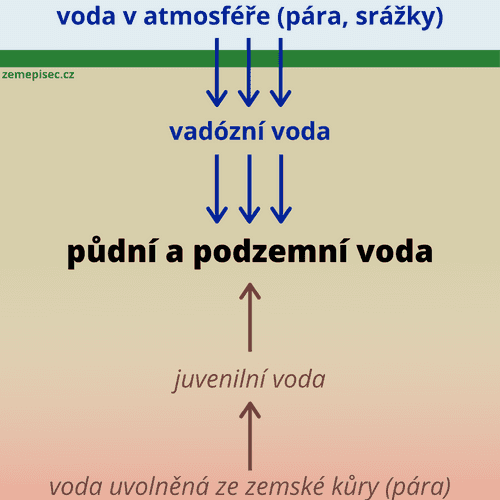 voda v atmosféře (pára, srážky)
zemepisec.cz
vadózní voda
půdní a podzemní voda
juvenilní voda
voda uvolněná ze zemské kůry (pára)